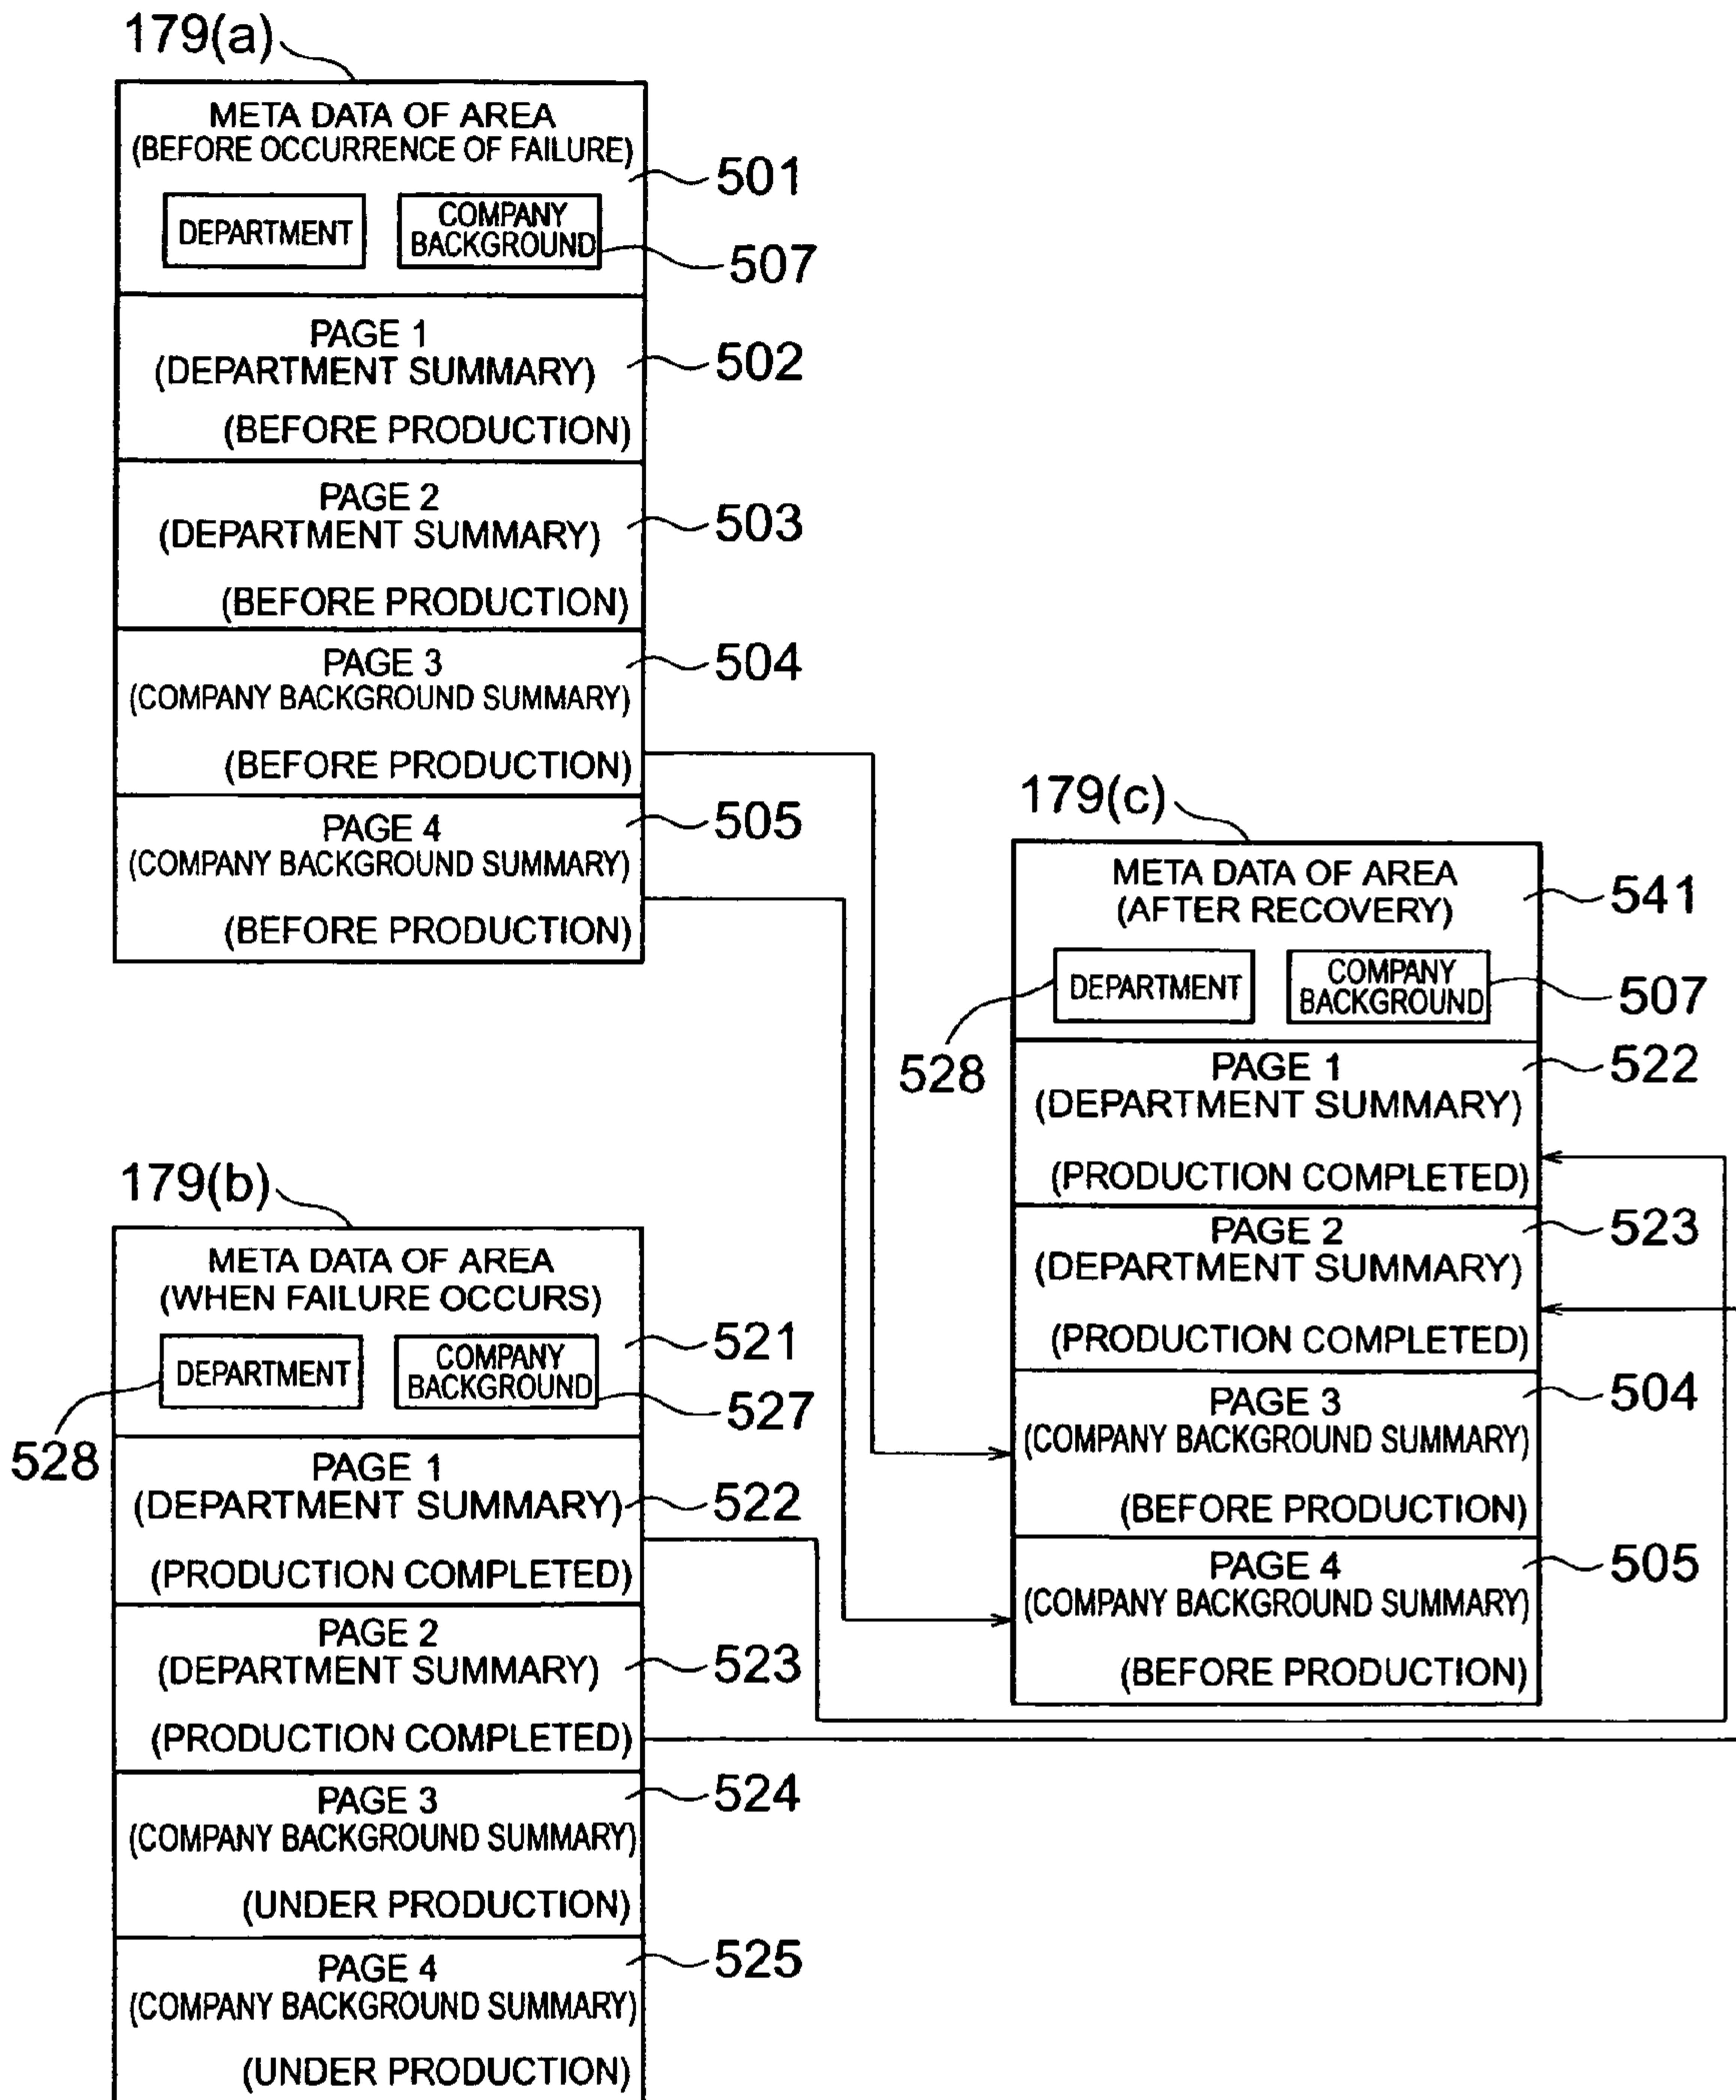 179(a)
META DATA OF AREA
(BEFORE OCCURRENCE OF FAILURE)
501
DEPARTMENT
COMPANY
BACKGROUND
507
PAGE 1
(DEPARTMENT SUMMARY)
502
(BEFORE PRODUCTION)
PAGE 2
(DEPARTMENT SUMMARY)
503
(BEFORE PRODUCTION)
PAGE 3
504
(COMPANY BACKGROUND SUMMARY)
(BEFORE PRODUCTION)
PAGE 4
505
(COMPANY BACKGROUND SUMMARY)
(BEFORE PRODUCTION)
179(b)
META DATA OF AREA
(WHEN FAILURE OCCURS)
521
DEPARTMENT
COMPANY
BACKGROUND
527
528
PAGE 1
(DEPARTMENT SUMMARY)
522
(PRODUCTION COMPLETED)
PAGE 2
(DEPARTMENT SUMMARY)
523
(PRODUCTION COMPLETED)
PAGE 3
524
(COMPANY BACKGROUND SUMMARY)
(UNDER PRODUCTION)
PAGE 4
525
(COMPANY BACKGROUND SUMMARY)
(UNDER PRODUCTION)
179(c)
META DATA OF AREA
(AFTER RECOVERY)
541
DEPARTMENT
COMPANY
BACKGROUND
507
528
PAGE 1
522
(DEPARTMENT SUMMARY)
(PRODUCTION COMPLETED)
PAGE 2
523
(DEPARTMENT SUMMARY)
(PRODUCTION COMPLETED)
PAGE 3
504
(COMPANY BACKGROUND SUMMARY)
(BEFORE PRODUCTION)
PAGE 4
505
(COMPANY BACKGROUND SUMMARY)
(BEFORE PRODUCTION)